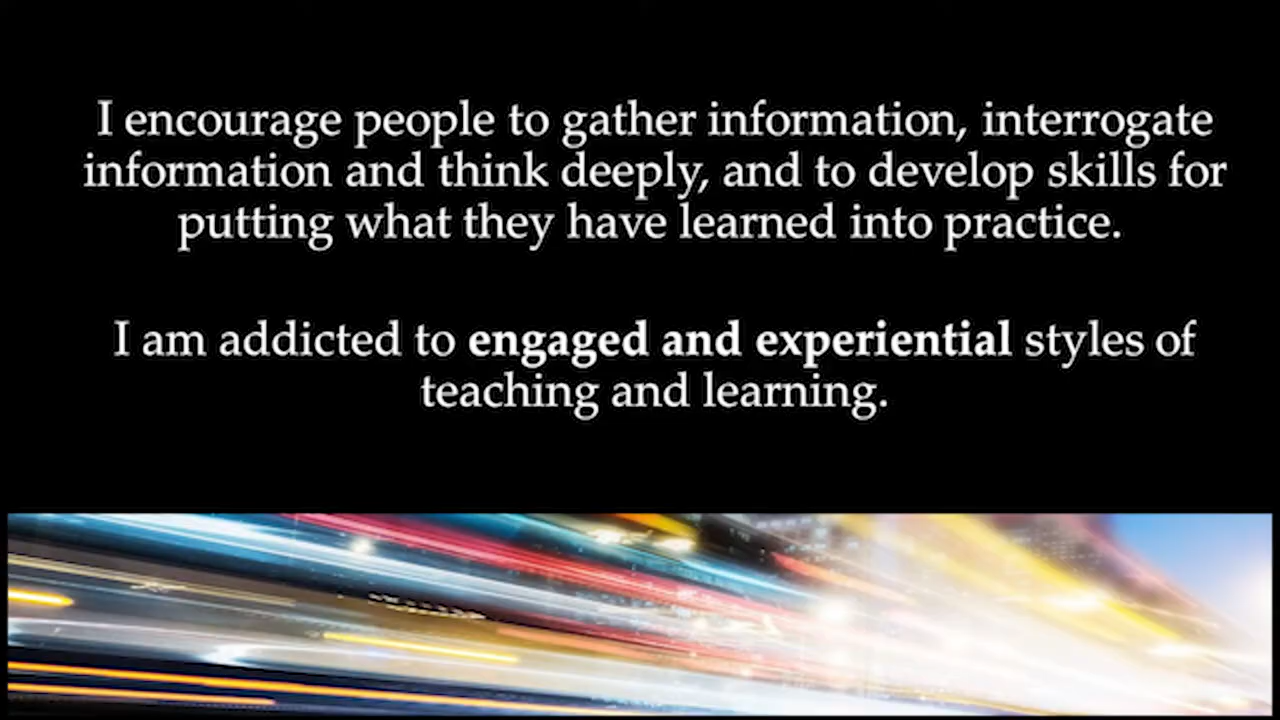 I encourage people to gather information, interrogate
information and think deeply, and to develop skills for
putting what they have learned into practice.
I am addicted to engaged and experiential styles of
teaching and learning.